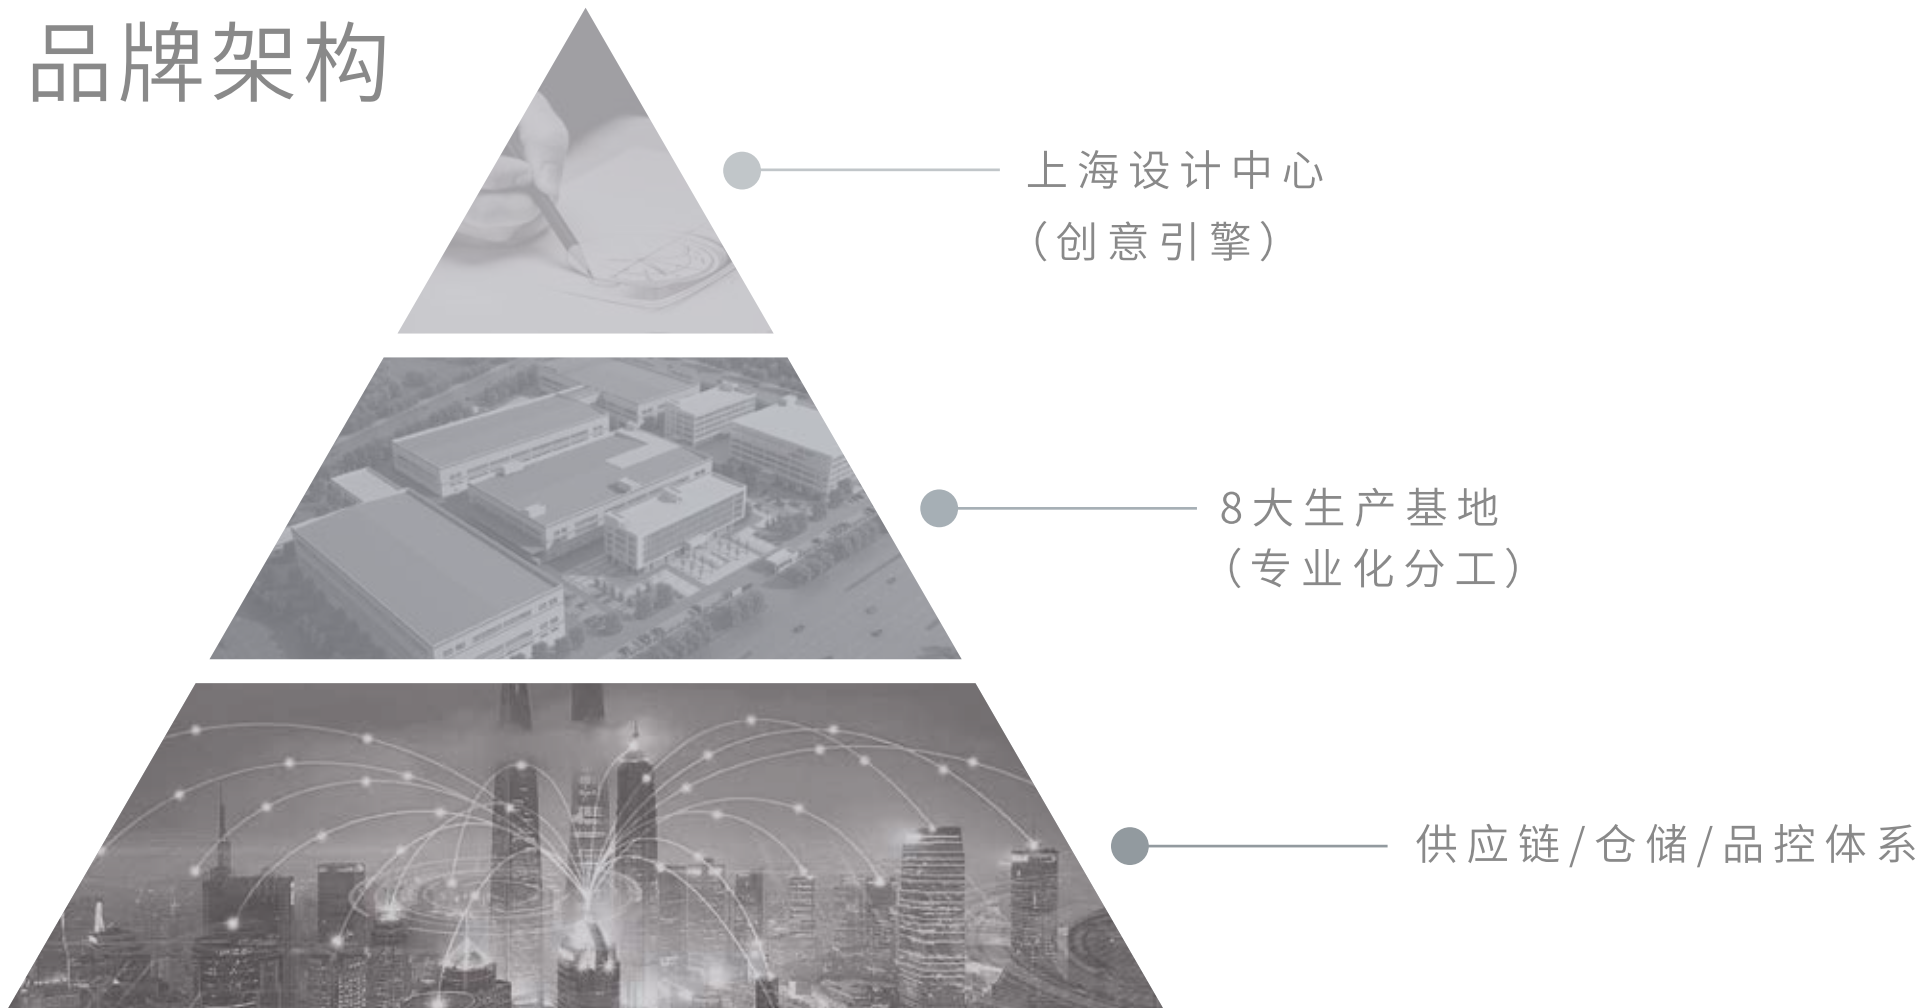 品牌架构
上海设计中心
（创意引擎）
8大生产基地
（专业化分工）
供应链/仓储/品控体系